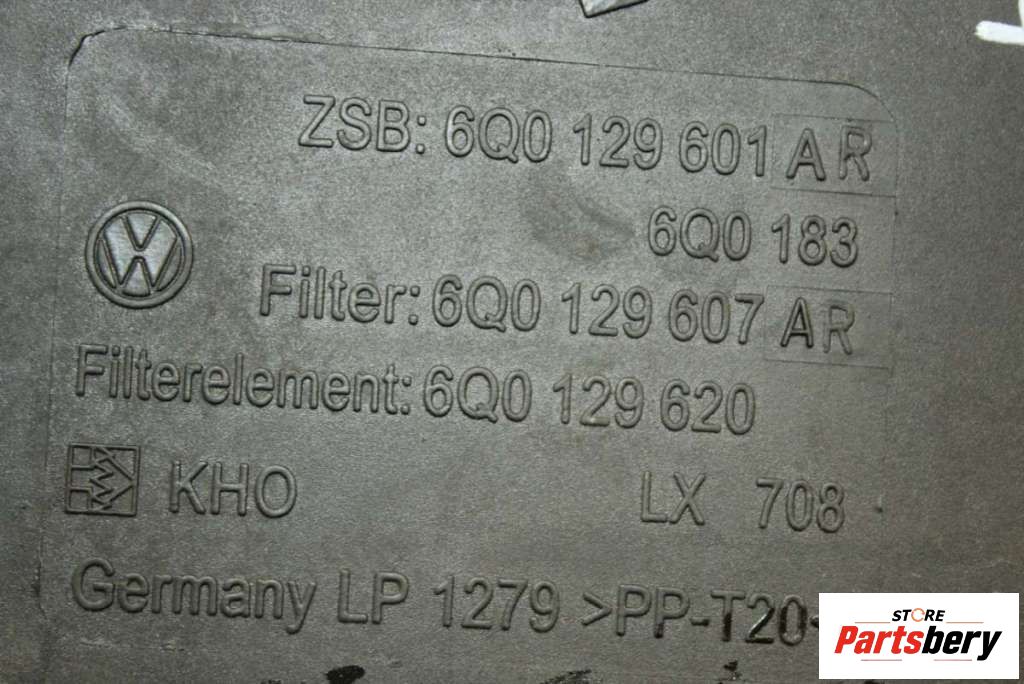 ZSB: 6Q0 129 601 AR
6Q0 183
Filter: 6Q0 129 607 AR
Filterelement: 6Q0 129 620
KHO LX 708
Germany LP 1279 >PP-T20
STORE
Partsbery